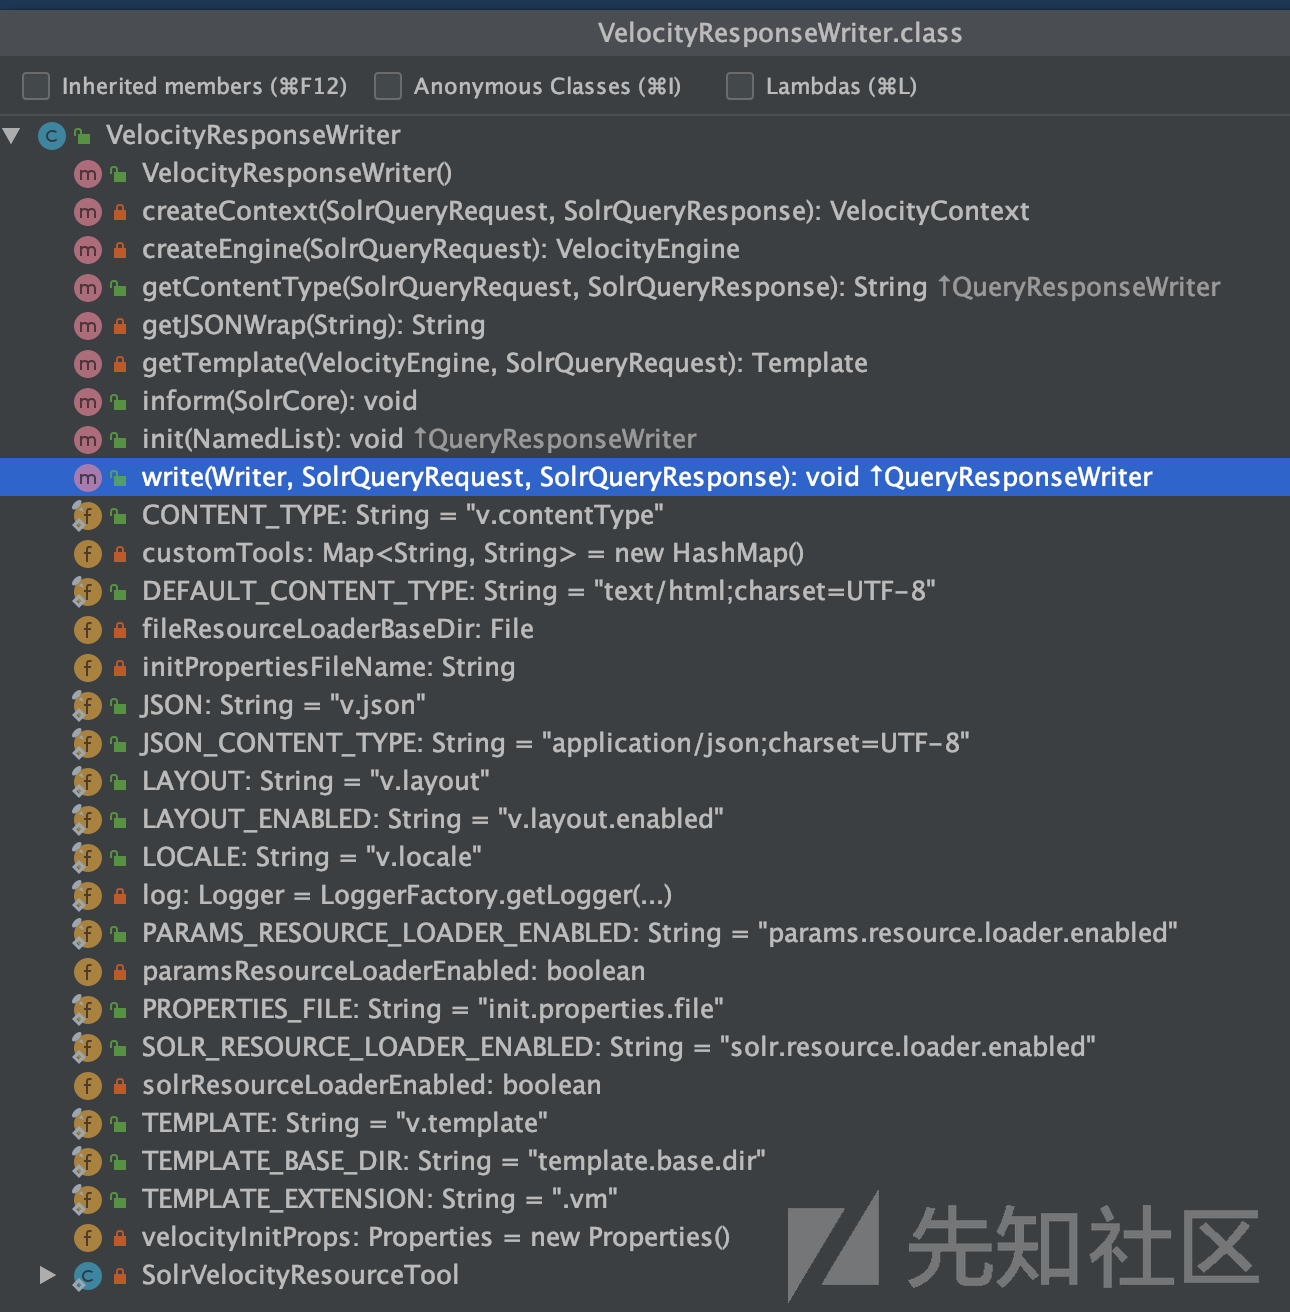 VelocityResponseWriter.class
Inherited members (⌘F12) Anonymous Classes (⌘I) Lambdas (⌘L)
VelocityResponseWriter
VelocityResponseWriter()
createContext(SolrQueryRequest, SolrQueryResponse): VelocityContext
createEngine(SolrQueryRequest): VelocityEngine
getContentType(SolrQueryRequest, SolrQueryResponse): String ↑QueryResponseWriter
getJSONWrap(String): String
getTemplate(VelocityEngine, SolrQueryRequest): Template
inform(SolrCore): void
init(NamedList): void ↑QueryResponseWriter
write(Writer, SolrQueryRequest, SolrQueryResponse): void ↑QueryResponseWriter
CONTENT_TYPE: String = "v.contentType"
customTools: Map<String, String> = new HashMap()
DEFAULT_CONTENT_TYPE: String = "text/html;charset=UTF-8"
fileResourceLoaderBaseDir: File
initPropertiesFileName: String
JSON: String = "v.json"
JSON_CONTENT_TYPE: String = "application/json;charset=UTF-8"
LAYOUT: String = "v.layout"
LAYOUT_ENABLED: String = "v.layout.enabled"
LOCALE: String = "v.locale"
log: Logger = LoggerFactory.getLogger(...)
PARAMS_RESOURCE_LOADER_ENABLED: String = "params.resource.loader.enabled"
paramsResourceLoaderEnabled: boolean
PROPERTIES_FILE: String = "init.properties.file"
SOLR_RESOURCE_LOADER_ENABLED: String = "solr.resource.loader.enabled"
solrResourceLoaderEnabled: boolean
TEMPLATE: String = "v.template"
TEMPLATE_BASE_DIR: String = "template.base.dir"
TEMPLATE_EXTENSION: String = ".vm"
velocityInitProps: Properties = new Properties()
SolrVelocityResourceTool
先知社区